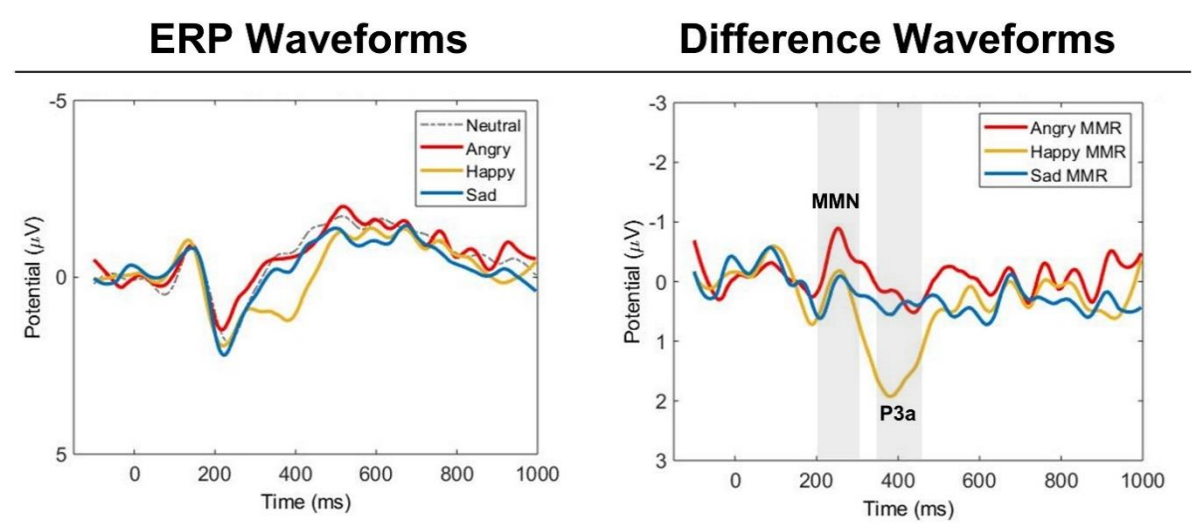 ERP Waveforms
Difference Waveforms
-5
0
5
Potential (μV)
0 200 400 600 800 1000
Time (ms)
Neutral
Angry
Happy
Sad
-3
-2
-1
0
1
2
3
Potential (μV)
0 200 400 600 800 1000
Time (ms)
Angry MMR
Happy MMR
Sad MMR
MMN
P3a